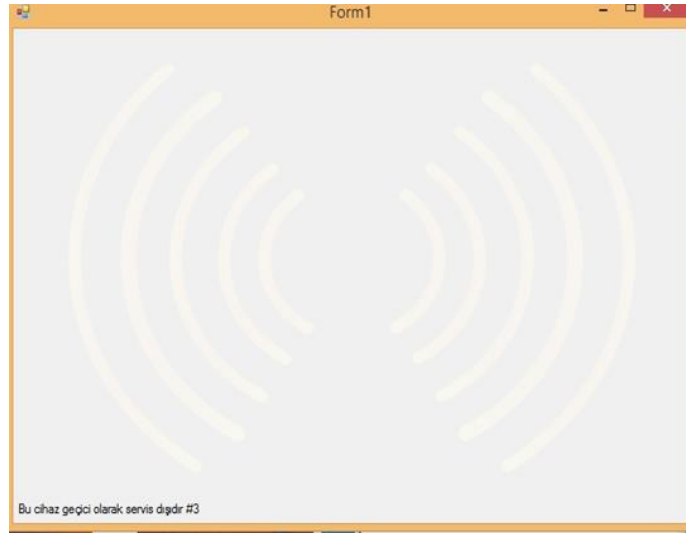 Form1
Bu cihaz geçici olarak servis dışıdır #3